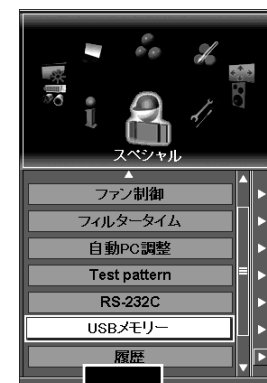 スペシャル
ファン制御
フィルタータイム
自動PC調整
Test pattern
RS-232C
USBメモリー
履歴